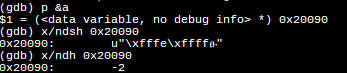 (gdb) p &a
$1 = (<data variable, no debug info> *) 0x20090
(gdb) x/ndsh 0x20090
0x20090: u"\xfffe\xffff
(gdb) x/ndh 0x20090
0x20090: -2